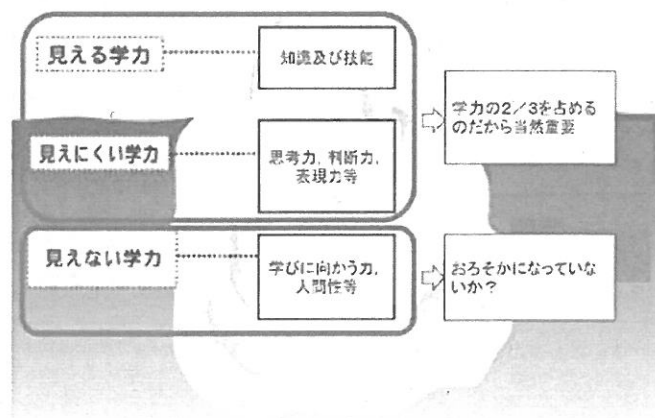 見える学力
知識及び技能
学力の2/3を占める
のだから当然重要
見えにくい学力
思考力，判断力，
表現力等
見えない学力
学びに向かう力，
人間性等
おろそかになっていな
いか？